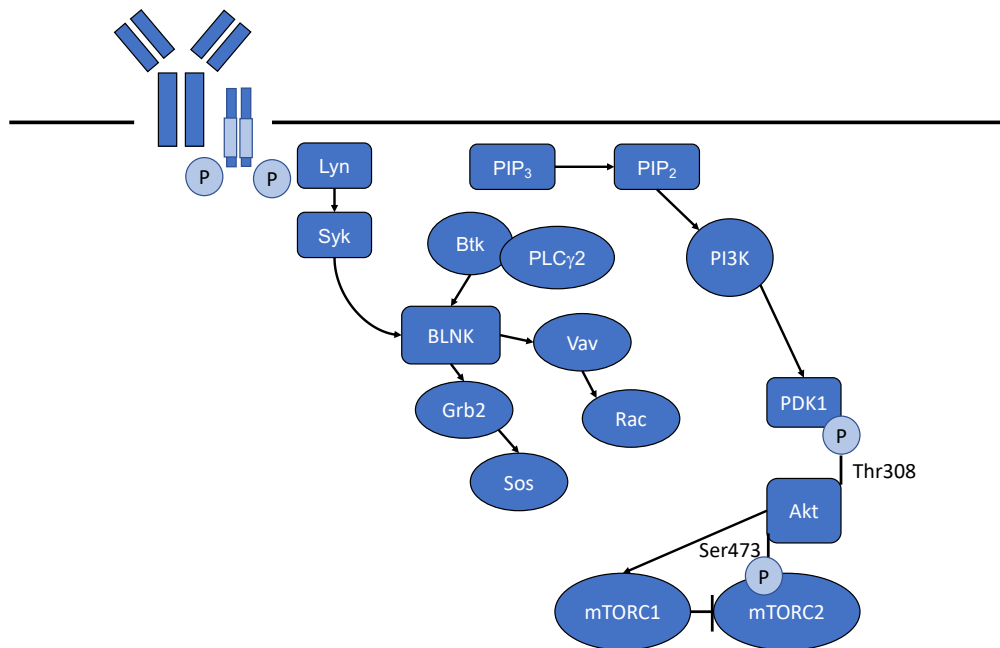 P
P
Lyn
PIP₃
PIP₂
Syk
Btk
PLCγ2
PI3K
BLNK
Vav
Grb2
Rac
PDK1
P
Sos
Thr308
Akt
Ser473
P
mTORC1
mTORC2